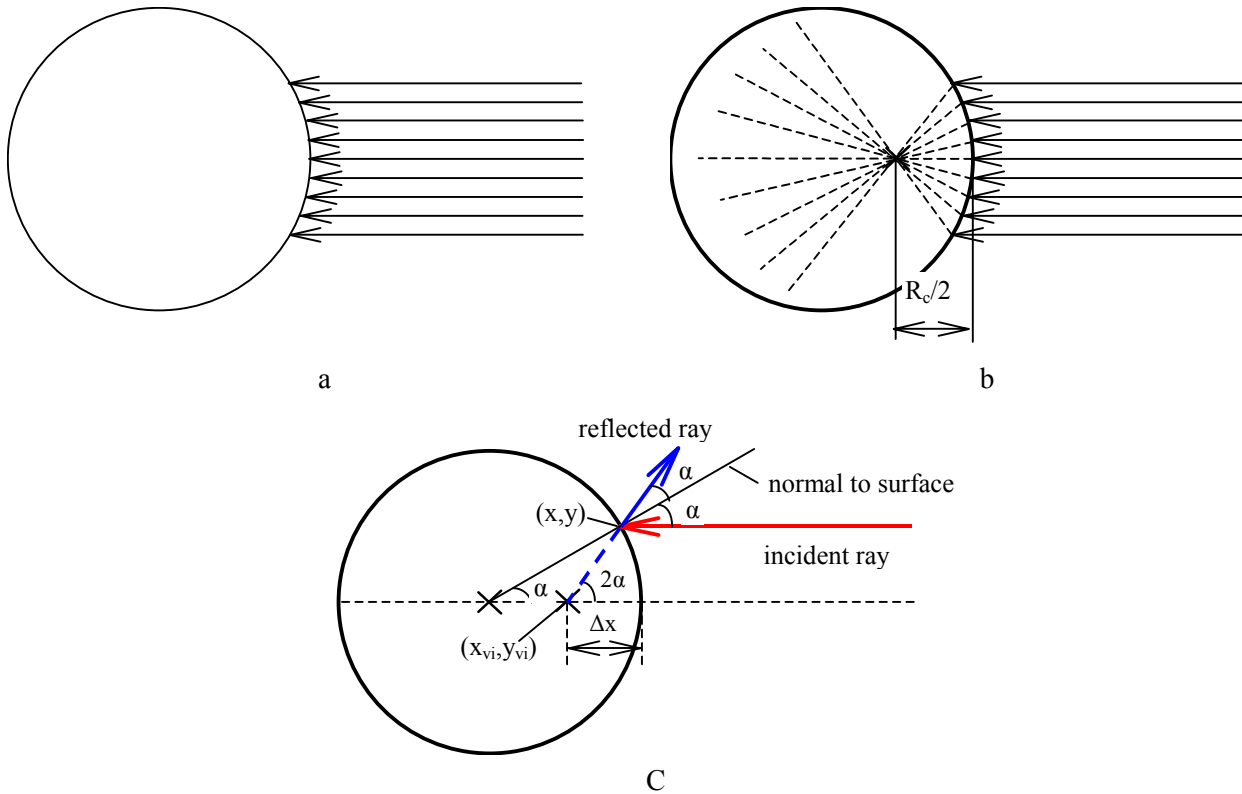 R_c/2
a
b
reflected ray
α
normal to surface
(x,y)
α
incident ray
α
2α
Δx
(x_vi,y_vi)
C